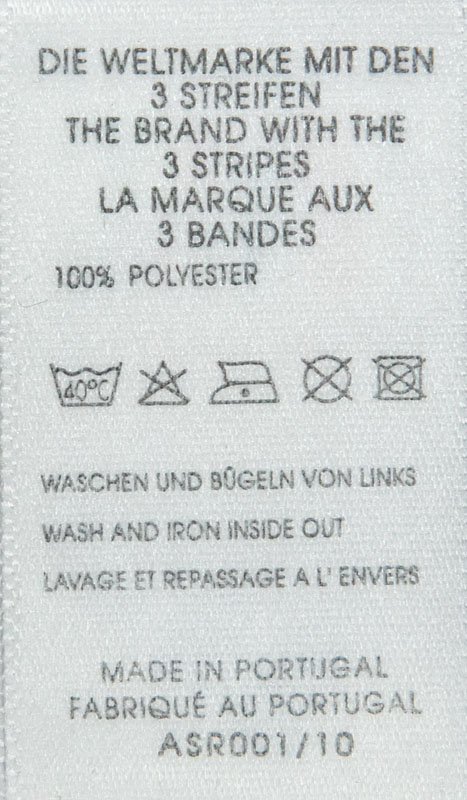 DIE WELTMARKE MIT DEN
3 STREIFEN
THE BRAND WITH THE
3 STRIPES
LA MARQUE AUX
3 BANDES
100% POLYESTER
40°C
WASCHEN UND BÜGELN VON LINKS
WASH AND IRON INSIDE OUT
LAVAGE ET REPASSAGE A L' ENVERS
MADE IN PORTUGAL
FABRIQUÉ AU PORTUGAL
ASR001/10